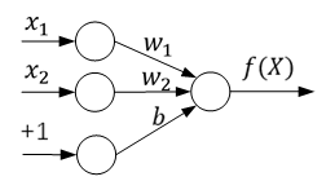 x₁
w₁
x₂
w₂
f(X)
+1
b